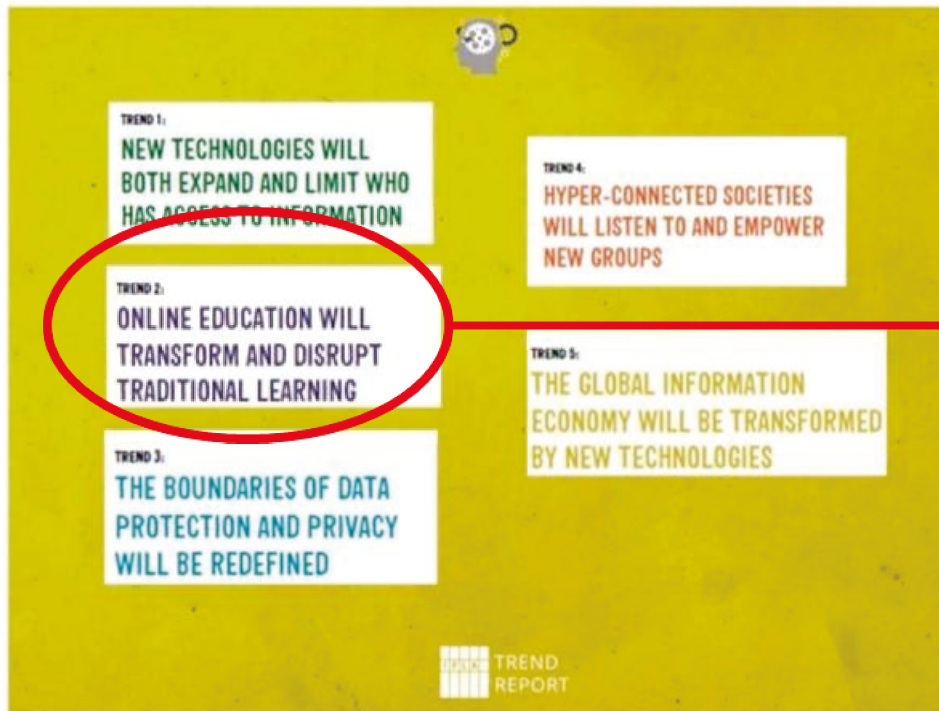 TREND 1:
NEW TECHNOLOGIES WILL
BOTH EXPAND AND LIMIT WHO
HAS ACCESS TO INFORMATION
TREND 2:
ONLINE EDUCATION WILL
TRANSFORM AND DISRUPT
TRADITIONAL LEARNING
TREND 3:
THE BOUNDARIES OF DATA
PROTECTION AND PRIVACY
WILL BE REDEFINED
TREND 4:
HYPER-CONNECTED SOCIETIES
WILL LISTEN TO AND EMPOWER
NEW GROUPS
TREND 5:
THE GLOBAL INFORMATION
ECONOMY WILL BE TRANSFORMED
BY NEW TECHNOLOGIES
IFLA TREND
REPORT